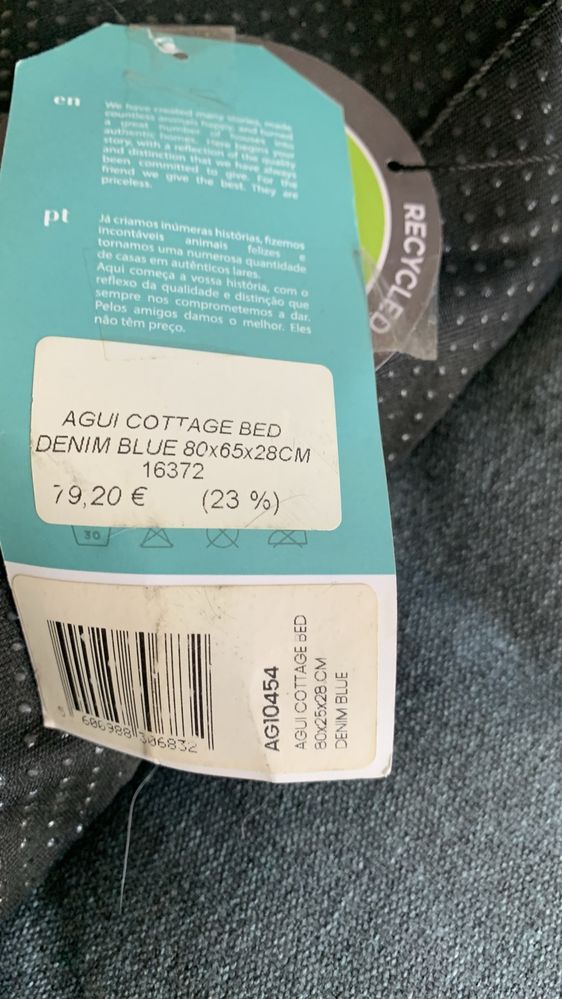 en
We have created many stories, made
countless animals happy, and turned
a great number of houses into
authentic homes. Here begins your
story, with a reflection of the quality
and distinction that we have always
been committed to give. For the
friend we give the best. They are
priceless.
pt
Já criamos inúmeras histórias, fizemos
incontáveis animais felizes e
tornamos uma numerosa quantidade
de casas em autênticos lares.
Aqui começa a vossa história, com o
reflexo da qualidade e distinção que
sempre nos comprometemos a dar.
Pelos amigos damos o melhor. Eles
não têm preço.
RECYCLED
AGUI COTTAGE BED
DENIM BLUE 80x65x28CM
16372
79,20 € (23 %)
30
5 606988 306832
AG10454
AGUI COTTAGE BED
80X25X28 CM
DENIM BLUE